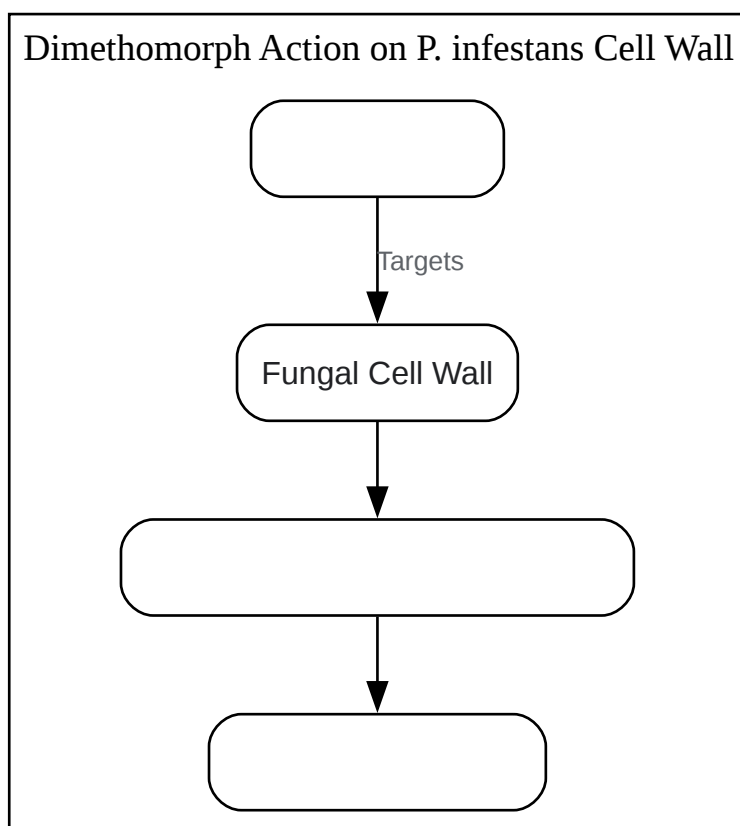 Dimethomorph Action on P. infestans Cell Wall
Targets
Fungal Cell Wall